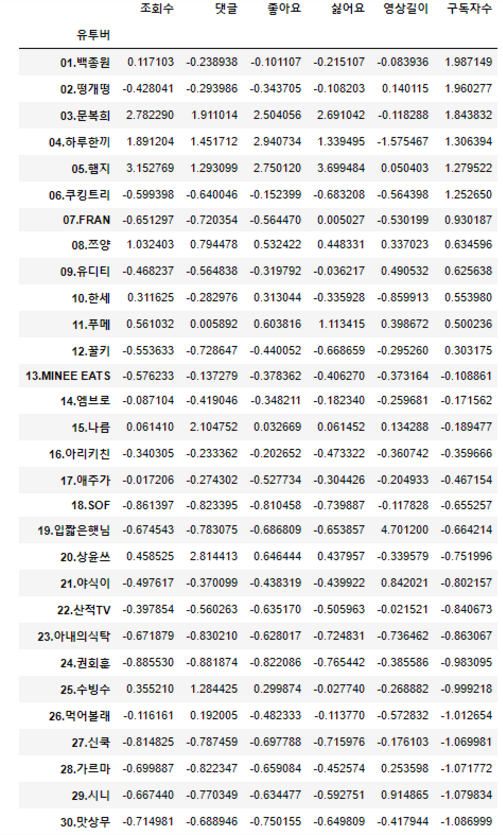 조회수 댓글 좋아요 싫어요 영상길이 구독자수
유투버
01.백종원 0.117103 -0.238938 -0.101107 -0.215107 -0.083936 1.987149
02.떵개떵 -0.428041 -0.293986 -0.343705 -0.108203 0.140115 1.960277
03.문복희 2.782290 1.911014 2.504056 2.691042 -0.118288 1.843832
04.하루한끼 1.891204 1.451712 2.940734 1.339495 -1.575467 1.306394
05.햄지 3.152769 1.293099 2.750120 3.699484 0.050403 1.279522
06.쿠킹트리 -0.599398 -0.640046 -0.152399 -0.683208 -0.564398 1.252650
07.FRAN -0.651297 -0.720354 -0.564470 0.005027 -0.530199 0.930187
08.쯔양 1.032403 0.794478 0.532422 0.448331 0.337023 0.634596
09.유디티 -0.468237 -0.564838 -0.319792 -0.036217 0.490532 0.625638
10.한세 0.311625 -0.282976 0.313044 -0.335928 -0.859913 0.553980
11.푸메 0.561032 0.005892 0.603816 1.113415 0.398672 0.500236
12.꿀키 -0.553633 -0.728647 -0.440052 -0.668659 -0.295260 0.303175
13.MINEE EATS -0.576233 -0.137279 -0.378362 -0.406270 -0.373164 -0.108861
14.엠브로 -0.087104 -0.419046 -0.348211 -0.182340 -0.259681 -0.171562
15.나름 0.061410 2.104752 0.032669 0.061452 0.134288 -0.189477
16.아리키친 -0.340305 -0.233362 -0.202652 -0.473322 -0.360742 -0.359666
17.애주가 -0.017206 -0.274302 -0.527734 -0.304426 -0.204933 -0.467154
18.SOF -0.861397 -0.823395 -0.810458 -0.739887 -0.117828 -0.655257
19.입짧은햇님 -0.674543 -0.783075 -0.686809 -0.653857 4.701200 -0.664214
20.상윤쓰 0.458525 2.814413 0.646444 0.437957 -0.339579 -0.751996
21.야식이 -0.497617 -0.370099 -0.438319 -0.439922 0.842021 -0.802157
22.산적TV -0.397854 -0.560263 -0.635170 -0.505963 -0.021521 -0.840673
23.아내의식탁 -0.671879 -0.830210 -0.628017 -0.724831 -0.736462 -0.863067
24.권회훈 -0.885530 -0.881874 -0.822086 -0.765442 -0.385586 -0.983095
25.수빙수 0.355210 1.284425 0.299874 -0.027740 -0.268882 -0.999218
26.먹어볼래 -0.116161 0.192005 -0.482333 -0.113770 -0.572832 -1.012654
27.신쿡 -0.814825 -0.787459 -0.697788 -0.715976 -0.176103 -1.069981
28.가르마 -0.699887 -0.822347 -0.659084 -0.452574 0.253598 -1.071772
29.시니 -0.667440 -0.770349 -0.634477 -0.592751 0.914865 -1.079834
30.맛상무 -0.714981 -0.688946 -0.750155 -0.649809 -0.417944 -1.086999